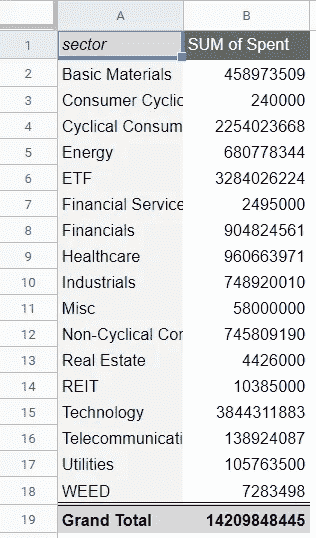 A B
1 sector SUM of Spent
2 Basic Materials 458973509
3 Consumer Cyclic 240000
4 Cyclical Consum 2254023668
5 Energy 680778344
6 ETF 3284026224
7 Financial Service 2495000
8 Financials 904824561
9 Healthcare 960663971
10 Industrials 748920010
11 Misc 58000000
12 Non-Cyclical Cor 745809190
13 Real Estate 4426000
14 REIT 10385000
15 Technology 3844311883
16 Telecommunicati 138924087
17 Utilities 105763500
18 WEED 7283498
19 Grand Total 14209848445